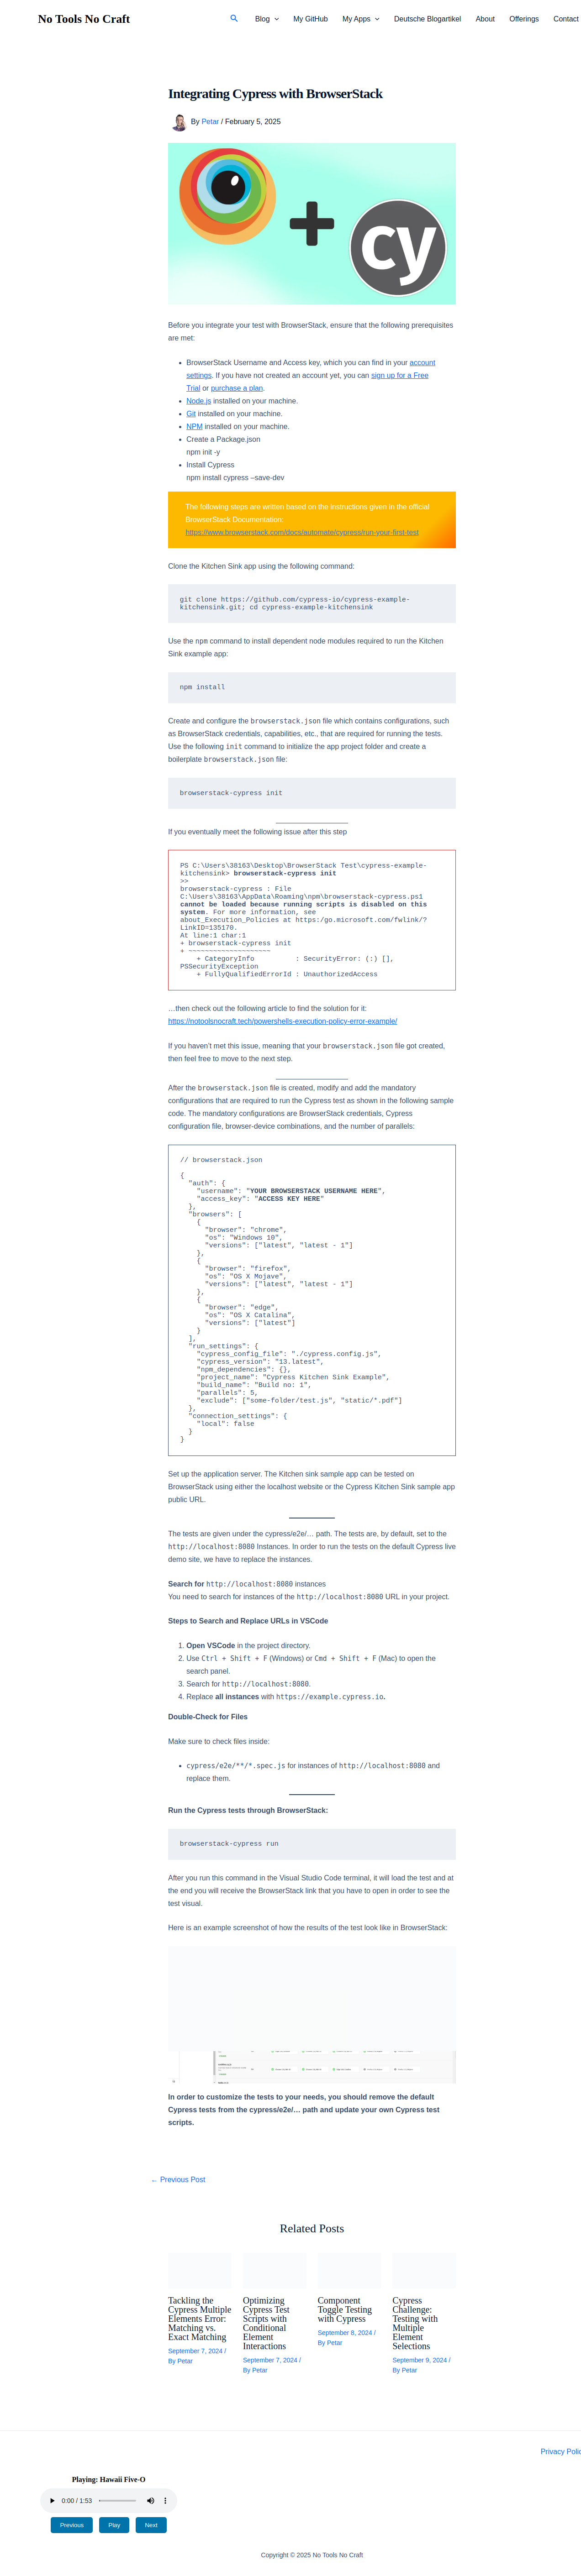 No Tools No Craft
Blog
My GitHub
My Apps
Deutsche Blogartikel
About
Offerings
Contact
Integrating Cypress with BrowserStack
By Petar / February 5, 2025
cy
Before you integrate your test with BrowserStack, ensure that the following prerequisites
are met:
BrowserStack Username and Access key, which you can find in your account
settings. If you have not created an account yet, you can sign up for a Free
Trial or purchase a plan.
Node.js installed on your machine.
Git installed on your machine.
NPM installed on your machine.
Create a Package.json
npm init -y
Install Cypress
npm install cypress –save-dev
The following steps are written based on the instructions given in the official
BrowserStack Documentation:
https://www.browserstack.com/docs/automate/cypress/run-your-first-test
Clone the Kitchen Sink app using the following command:
git clone https://github.com/cypress-io/cypress-example-
kitchensink.git; cd cypress-example-kitchensink
Use the npm command to install dependent node modules required to run the Kitchen
Sink example app:
npm install
Create and configure the browserstack.json file which contains configurations, such
as BrowserStack credentials, capabilities, etc., that are required for running the tests.
Use the following init command to initialize the app project folder and create a
boilerplate browserstack.json file:
browserstack-cypress init
If you eventually meet the following issue after this step
PS C:\Users\38163\Desktop\BrowserStack Test\cypress-example-
kitchensink> browserstack-cypress init
>>
browserstack-cypress : File
C:\Users\38163\AppData\Roaming\npm\browserstack-cypress.ps1
cannot be loaded because running scripts is disabled on this
system. For more information, see
about_Execution_Policies at https:/go.microsoft.com/fwlink/?
LinkID=135170.
At line:1 char:1
+ browserstack-cypress init
+ ~~~~~~~~~~~~~~~~~~~~
+ CategoryInfo          : SecurityError: (:) [],
PSSecurityException
+ FullyQualifiedErrorId : UnauthorizedAccess
…then check out the following article to find the solution for it:
https://notoolsnocraft.tech/powershells-execution-policy-error-example/
If you haven't met this issue, meaning that your browserstack.json file got created,
then feel free to move to the next step.
After the browserstack.json file is created, modify and add the mandatory
configurations that are required to run the Cypress test as shown in the following sample
code. The mandatory configurations are BrowserStack credentials, Cypress
configuration file, browser-device combinations, and the number of parallels:
// browserstack.json
{
"auth": {
"username": "YOUR BROWSERSTACK USERNAME HERE",
"access_key": "ACCESS KEY HERE"
},
"browsers": [
{
"browser": "chrome",
"os": "Windows 10",
"versions": ["latest", "latest - 1"]
},
{
"browser": "firefox",
"os": "OS X Mojave",
"versions": ["latest", "latest - 1"]
},
{
"browser": "edge",
"os": "OS X Catalina",
"versions": ["latest"]
}
],
"run_settings": {
"cypress_config_file": "./cypress.config.js",
"cypress_version": "13.latest",
"npm_dependencies": {},
"project_name": "Cypress Kitchen Sink Example",
"build_name": "Build no: 1",
"parallels": 5,
"exclude": ["some-folder/test.js", "static/*.pdf"]
},
"connection_settings": {
"local": false
}
}
Set up the application server. The Kitchen sink sample app can be tested on
BrowserStack using either the localhost website or the Cypress Kitchen Sink sample app
public URL.
The tests are given under the cypress/e2e/… path. The tests are, by default, set to the
http://localhost:8080 Instances. In order to run the tests on the default Cypress live
demo site, we have to replace the instances.
Search for http://localhost:8080 instances
You need to search for instances of the http://localhost:8080 URL in your project.
Steps to Search and Replace URLs in VSCode
1. Open VSCode in the project directory.
2. Use Ctrl + Shift + F (Windows) or Cmd + Shift + F (Mac) to open the
search panel.
3. Search for http://localhost:8080.
4. Replace all instances with https://example.cypress.io.
Double-Check for Files
Make sure to check files inside:
cypress/e2e/**/*.spec.js for instances of http://localhost:8080 and
replace them.
Run the Cypress tests through BrowserStack:
browserstack-cypress run
After you run this command in the Visual Studio Code terminal, it will load the test and at
the end you will receive the BrowserStack link that you have to open in order to see the
test visual.
Here is an example screenshot of how the results of the test look like in BrowserStack:
In order to customize the tests to your needs, you should remove the default
Cypress tests from the cypress/e2e/… path and update your own Cypress test
scripts.
← Previous Post
Related Posts
Tackling the
Cypress Multiple
Elements Error:
Matching vs.
Exact Matching
September 7, 2024 /
By Petar
Optimizing
Cypress Test
Scripts with
Conditional
Element
Interactions
September 7, 2024 /
By Petar
Component
Toggle Testing
with Cypress
September 8, 2024 /
By Petar
Cypress
Challenge:
Testing with
Multiple
Element
Selections
September 9, 2024 /
By Petar
Privacy Polic
Playing: Hawaii Five-O
0:00 / 1:53
Previous
Play
Next
Copyright © 2025 No Tools No Craft